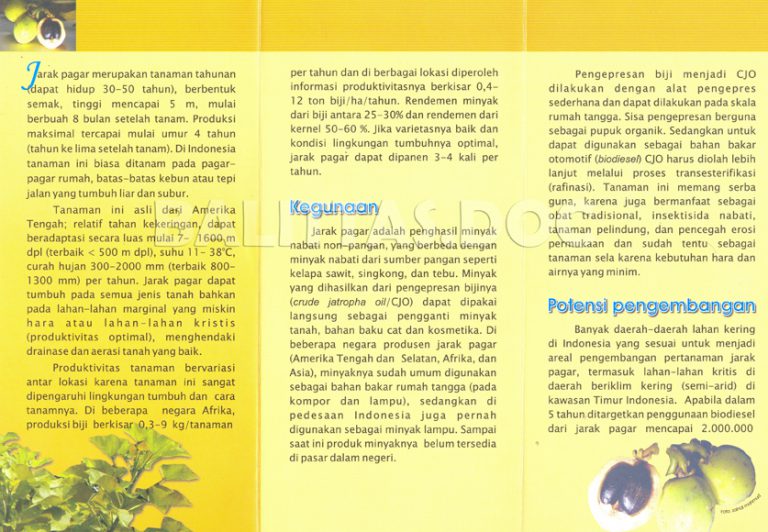 Jarak pagar merupakan tanaman tahunan
(dapat hidup 30-50 tahun), berbentuk
semak, tinggi mencapai 5 m, mulai
berbuah 8 bulan setelah tanam. Produksi
maksimal tercapai mulai umur 4 tahun
(tahun ke lima setelah tanam). Di Indonesia
tanaman ini biasa ditanam pada pagar-
pagar rumah, batas-batas kebun atau tepi
jalan yang tumbuh liar dan subur.
Tanaman ini asli dari Amerika
Tengah; relatif tahan kekeringan, dapat
beradaptasi secara luas mulai 7- 1600 m
dpl (terbaik < 500 m dpl), suhu 11- 38°C,
curah hujan 300-2000 mm (terbaik 800-
1300 mm) per tahun. Jarak pagar dapat
tumbuh pada semua jenis tanah bahkan
pada lahan-lahan marginal yang miskin
hara atau lahan-lahan kristis
(produktivitas optimal), menghendaki
drainase dan aerasi tanah yang baik.
Produktivitas tanaman bervariasi
antar lokasi karena tanaman ini sangat
dipengaruhi lingkungan tumbuh dan cara
tanamnya. Di beberapa negara Afrika,
produksi biji berkisar 0,3-9 kg/tanaman
per tahun dan di berbagai lokasi diperoleh
informasi produktivitasnya berkisar 0,4-
12 ton biji/ha/tahun. Rendemen minyak
dari biji antara 25-30% dan rendemen dari
kernel 50-60 %. Jika varietasnya baik dan
kondisi lingkungan tumbuhnya optimal,
jarak pagar dapat dipanen 3-4 kali per
tahun.
Kegunaan
Jarak pagar adalah penghasil minyak
nabati non-pangan, yang berbeda dengan
minyak nabati dari sumber pangan seperti
kelapa sawit, singkong, dan tebu. Minyak
yang dihasilkan dari pengepresan bijinya
(crude jatropha oil/CJO) dapat dipakai
langsung sebagai pengganti minyak
tanah, bahan baku cat dan kosmetika. Di
beberapa negara produsen jarak pagar
(Amerika Tengah dan Selatan, Afrika, dan
Asia), minyaknya sudah umum digunakan
sebagai bahan bakar rumah tangga (pada
kompor dan lampu), sedangkan di
pedesaan Indonesia juga pernah
digunakan sebagai minyak lampu. Sampai
saat ini produk minyaknya belum tersedia
di pasar dalam negeri.
Pengepresan biji menjadi CJO
dilakukan dengan alat pengepres
sederhana dan dapat dilakukan pada skala
rumah tangga. Sisa pengepresan berguna
sebagai pupuk organik. Sedangkan untuk
dapat digunakan sebagai bahan bakar
otomotif (biodiesel) CJO harus diolah lebih
lanjut melalui proses transesterifikasi
(rafinasi). Tanaman ini memang serba
guna, karena juga bermanfaat sebagai
obat tradisional, insektisida nabati,
tanaman pelindung, dan pencegah erosi
permukaan dan sudah tentu sebagai
tanaman sela karena kebutuhan hara dan
airnya yang minim.
Potensi pengembangan
Banyak daerah-daerah lahan kering
di Indonesia yang sesuai untuk menjadi
areal pengembangan pertanaman jarak
pagar, termasuk lahan-lahan kritis di
daerah beriklim kering (semi-arid) di
kawasan Timur Indonesia. Apabila dalam
5 tahun ditargetkan penggunaan biodiesel
dari jarak pagar mencapai 2.000.000